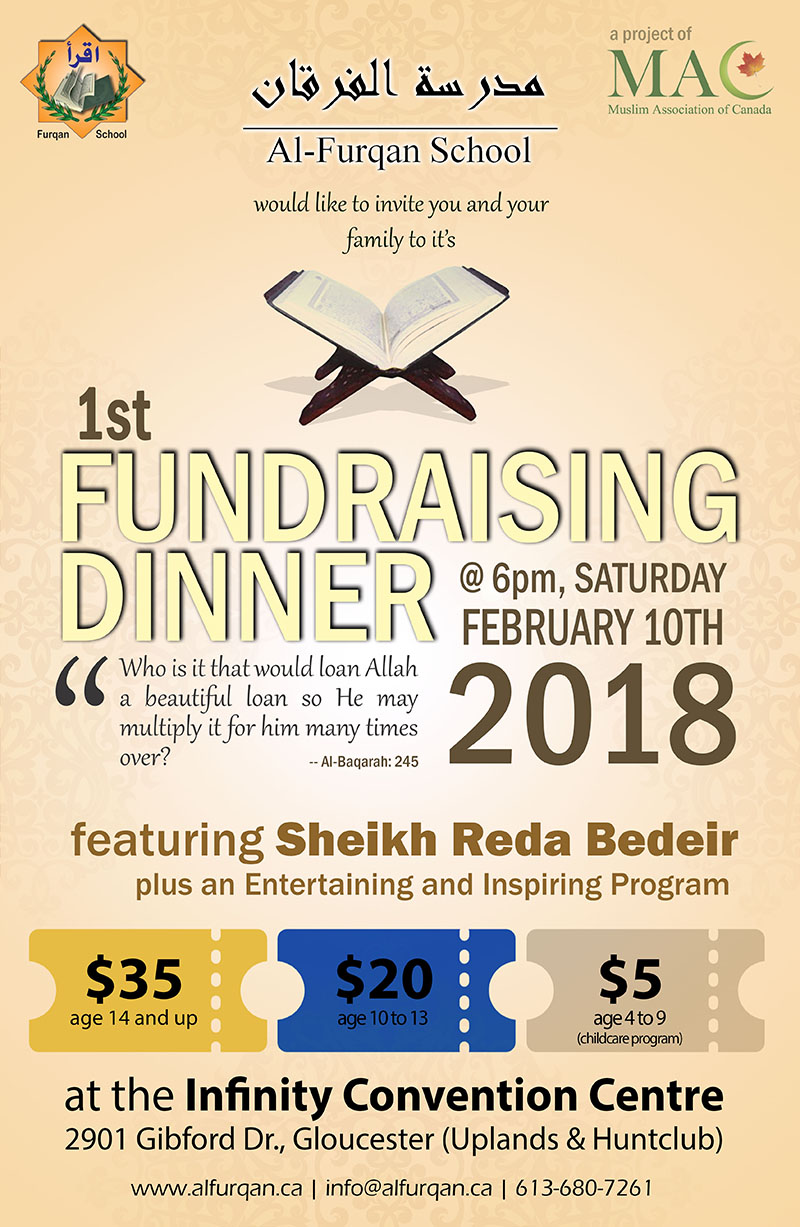 اقرأ
Furqan School
a project of
MAC
Muslim Association of Canada
مدرسة الفرقان
Al-Furqan School
would like to invite you and your
family to it's
1st
FUNDRAISING
DINNER
@ 6pm, SATURDAY
FEBRUARY 10TH
2018
“ Who is it that would loan Allah
a beautiful loan so He may
multiply it for him many times
over?
-- Al-Baqarah: 245
featuring Sheikh Reda Bedeir
plus an Entertaining and Inspiring Program
$35
age 14 and up
$20
age 10 to 13
$5
age 4 to 9
(childcare program)
at the Infinity Convention Centre
2901 Gibford Dr., Gloucester (Uplands & Huntclub)
www.alfurqan.ca | info@alfurqan.ca | 613-680-7261